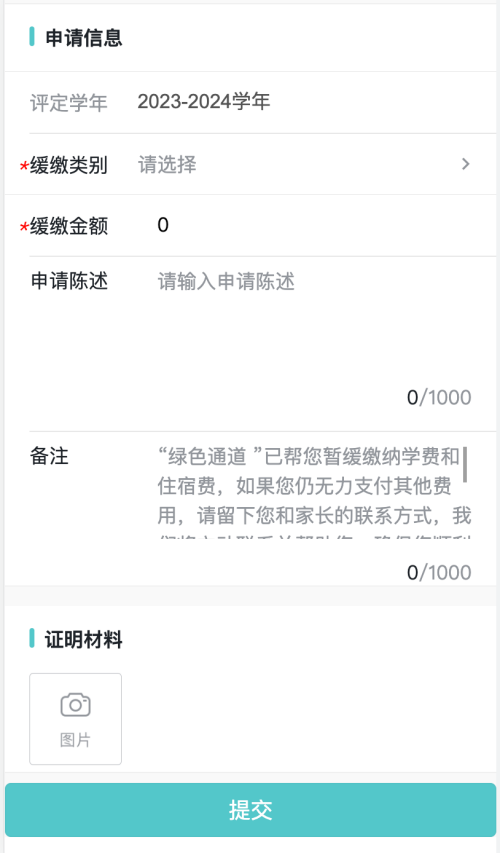 申请信息
评定学年 2023-2024学年
*缓缴类别 请选择
*缓缴金额 0
申请陈述 请输入申请陈述
0/1000
备注 “绿色通道 ”已帮您暂缓缴纳学费和
住宿费，如果您仍无力支付其他费
用，请留下您和家长的联系方式，我
0/1000
证明材料
图片
提交